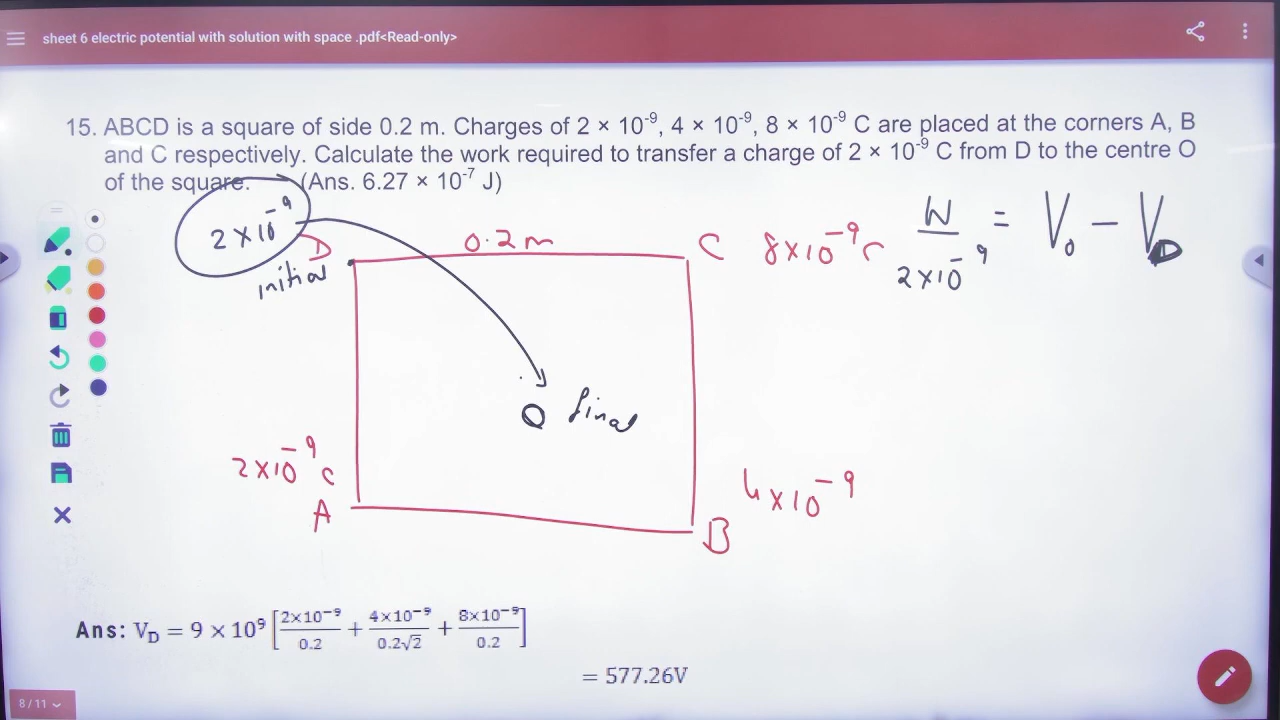 sheet 6 electric potential with solution with space .pdf<Read-only>
15. ABCD is a square of side 0.2 m. Charges of 2 × 10⁻⁹, 4 × 10⁻⁹, 8 × 10⁻⁹ C are placed at the corners A, B
and C respectively. Calculate the work required to transfer a charge of 2 × 10⁻⁹ C from D to the centre O
of the square. (Ans. 6.27 × 10⁻⁷ J)
2×10⁻⁹
D
0.2m
C 8×10⁻⁹ C
W / 2×10⁻⁹ = V₀ − V_D
initial
O final
2×10⁻⁹ C
A
4×10⁻⁹
B
Ans: V_D = 9 × 10⁹ [2×10⁻⁹/0.2 + 4×10⁻⁹/0.2√2 + 8×10⁻⁹/0.2]
= 577.26V
8 / 11